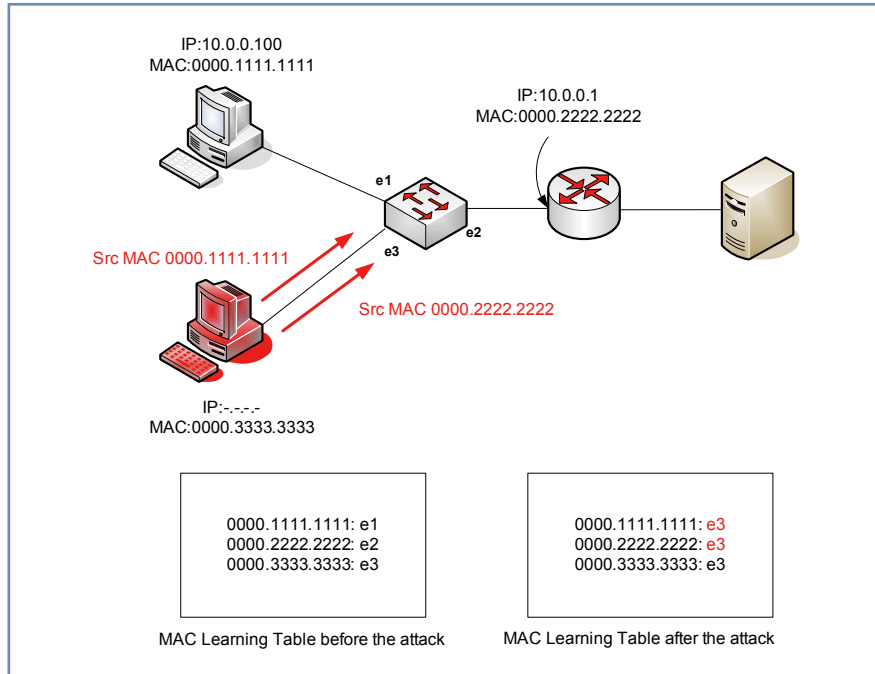 IP:10.0.0.100
MAC:0000.1111.1111
IP:10.0.0.1
MAC:0000.2222.2222
e1
e2
e3
Src MAC 0000.1111.1111
Src MAC 0000.2222.2222
IP:-.-.-.-
MAC:0000.3333.3333
0000.1111.1111: e1
0000.2222.2222: e2
0000.3333.3333: e3
MAC Learning Table before the attack
0000.1111.1111: e3
0000.2222.2222: e3
0000.3333.3333: e3
MAC Learning Table after the attack